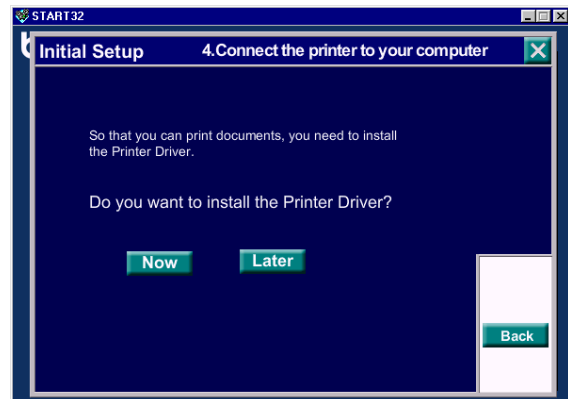 START32
Initial Setup
4.Connect the printer to your computer
So that you can print documents, you need to install
the Printer Driver.
Do you want to install the Printer Driver?
Now
Later
Back